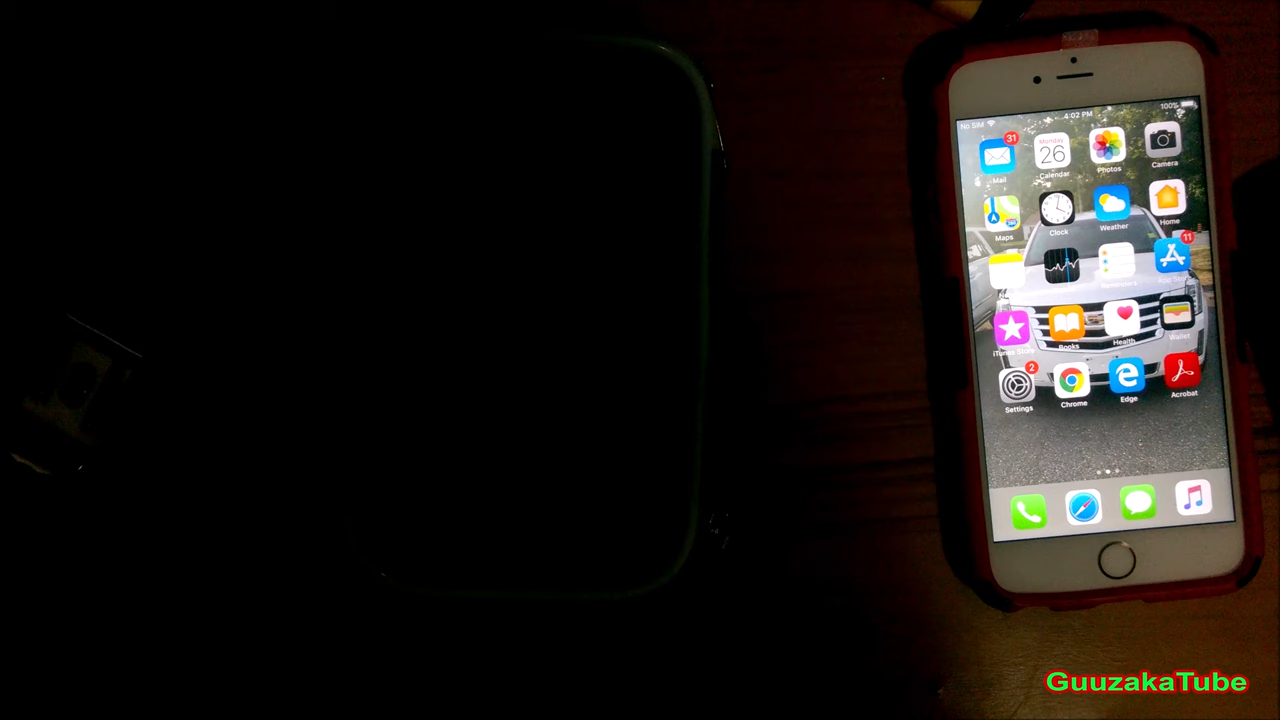 No SIM 4:02 PM 100%
31
Monday
26
Mail Calendar Photos Camera
Maps Clock Weather Home
11
Reminders
iTunes Store Books Health Wallet
2
Settings Chrome Edge Acrobat
GuuzakaTube